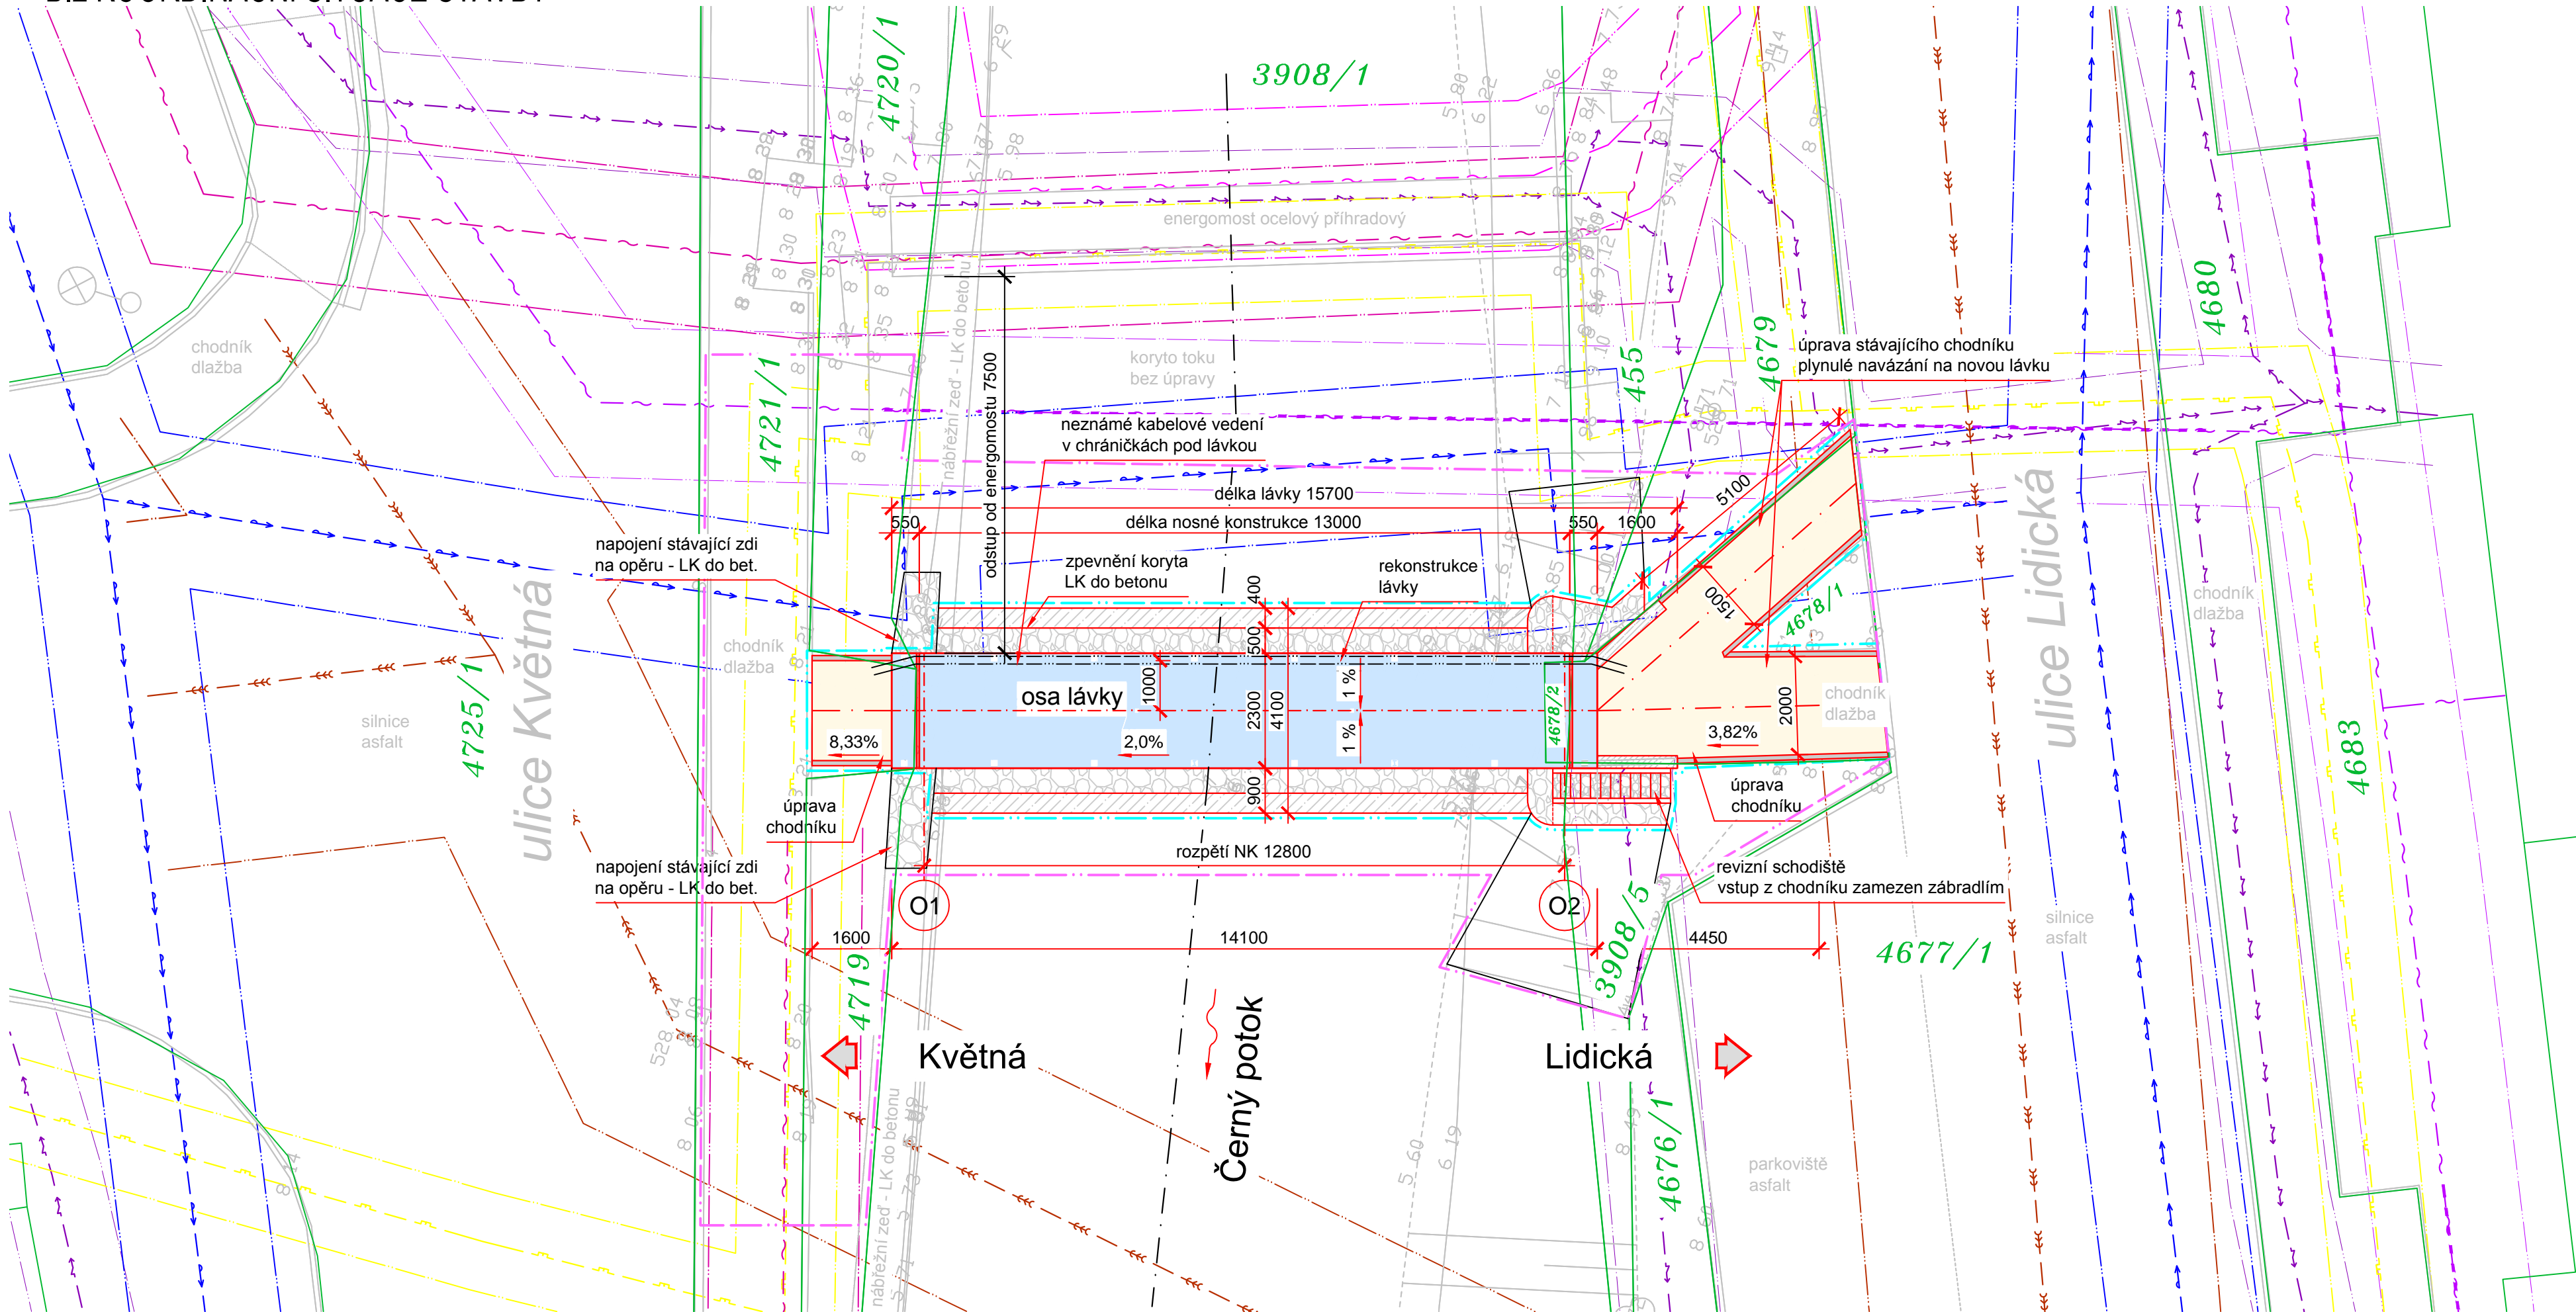 3908/1
4720/1
energomost ocelový příhradový
chodník
dlažba
koryto toku
bez úpravy
nábřežní zeď - LK do betonu
odstup od energomostu 7500
4721/1
455
4679
4680
úprava stávajícího chodníku
plynulé navázání na novou lávku
neznámé kabelové vedení
v chráničkách pod lávkou
délka lávky 15700
550
délka nosné konstrukce 13000
550
1600
5100
1500
napojení stávající zdi
na opěru - LK do bet.
zpevnění koryta
LK do betonu
rekonstrukce
lávky
400
500
1000
2300
4100
900
1 %
1 %
osa lávky
8,33%
2,0%
3,82%
2000
4678/1
4678/2
chodník
dlažba
chodník
dlažba
chodník
dlažba
silnice
asfalt
4725/1
ulice Květná
ulice Lidická
4683
úprava
chodníku
úprava
chodníku
napojení stávající zdi
na opěru - LK do bet.
rozpětí NK 12800
revizní schodiště
vstup z chodníku zamezen zábradlím
O1
O2
1600
14100
4450
4719
3908/5
4677/1
silnice
asfalt
Květná
Černý potok
Lidická
4676/1
parkoviště
asfalt
nábřežní zeď - LK do betonu